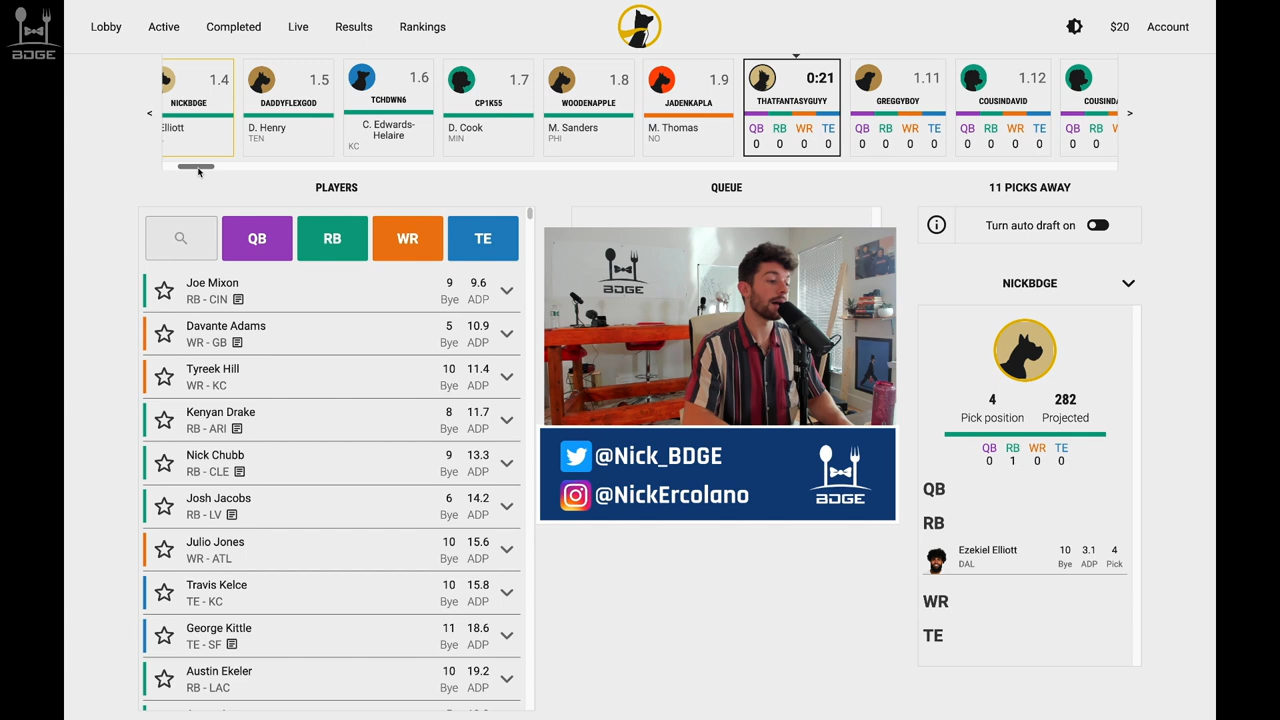 BDGE
Lobby
Active
Completed
Live
Results
Rankings
$20
Account
1.4
NICKBDGE
lliott
1.5
DADDYFLEXGOD
D. Henry
TEN
1.6
TCHDWN6
C. Edwards-
Helaire
KC
1.7
CP1K55
D. Cook
MIN
1.8
WOODENAPPLE
M. Sanders
PHI
1.9
JADENKAPLA
M. Thomas
NO
0:21
THATFANTASYGUYY
QB RB WR TE
0 0 0 0
1.11
GREGGYBOY
QB RB WR TE
0 0 0 0
1.12
COUSINDAVID
QB RB WR TE
0 0 0 0
COUSINDA
QB RB W
0 0
<
>
PLAYERS
QUEUE
11 PICKS AWAY
QB
RB
WR
TE
Turn auto draft on
Joe Mixon 9 9.6
RB - CIN Bye ADP
Davante Adams 5 10.9
WR - GB Bye ADP
Tyreek Hill 10 11.4
WR - KC Bye ADP
Kenyan Drake 8 11.7
RB - ARI Bye ADP
Nick Chubb 9 13.3
RB - CLE Bye ADP
Josh Jacobs 6 14.2
RB - LV Bye ADP
Julio Jones 10 15.6
WR - ATL Bye ADP
Travis Kelce 10 15.8
TE - KC Bye ADP
George Kittle 11 18.6
TE - SF Bye ADP
Austin Ekeler 10 19.2
RB - LAC Bye ADP
BDGE
@Nick_BDGE
@NickErcolano
BDGE
NICKBDGE
4 282
Pick position Projected
QB RB WR TE
0 1 0 0
QB
RB
Ezekiel Elliott 10 3.1 4
DAL Bye ADP Pick
WR
TE